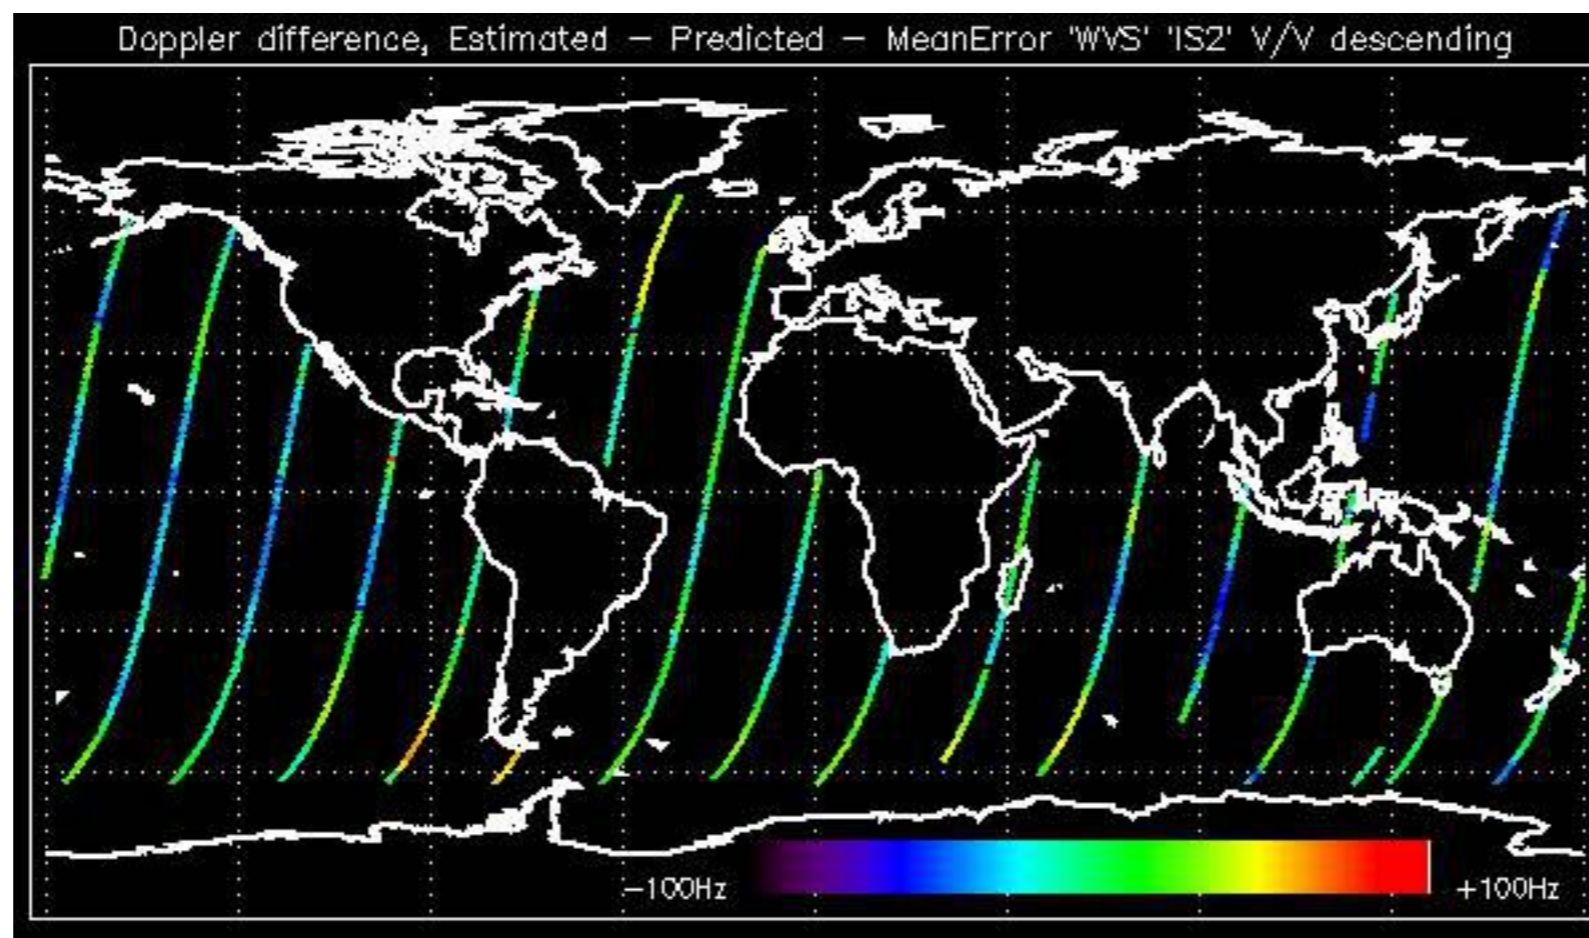 Doppler difference, Estimated – Predicted – MeanError 'WVS' 'IS2' V/V descending
–100Hz
+100Hz